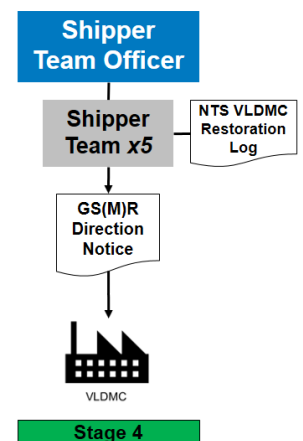 Shipper
Team Officer
Shipper
Team x5
NTS VLDMC
Restoration
Log
GS(M)R
Direction
Notice
VLDMC
Stage 4